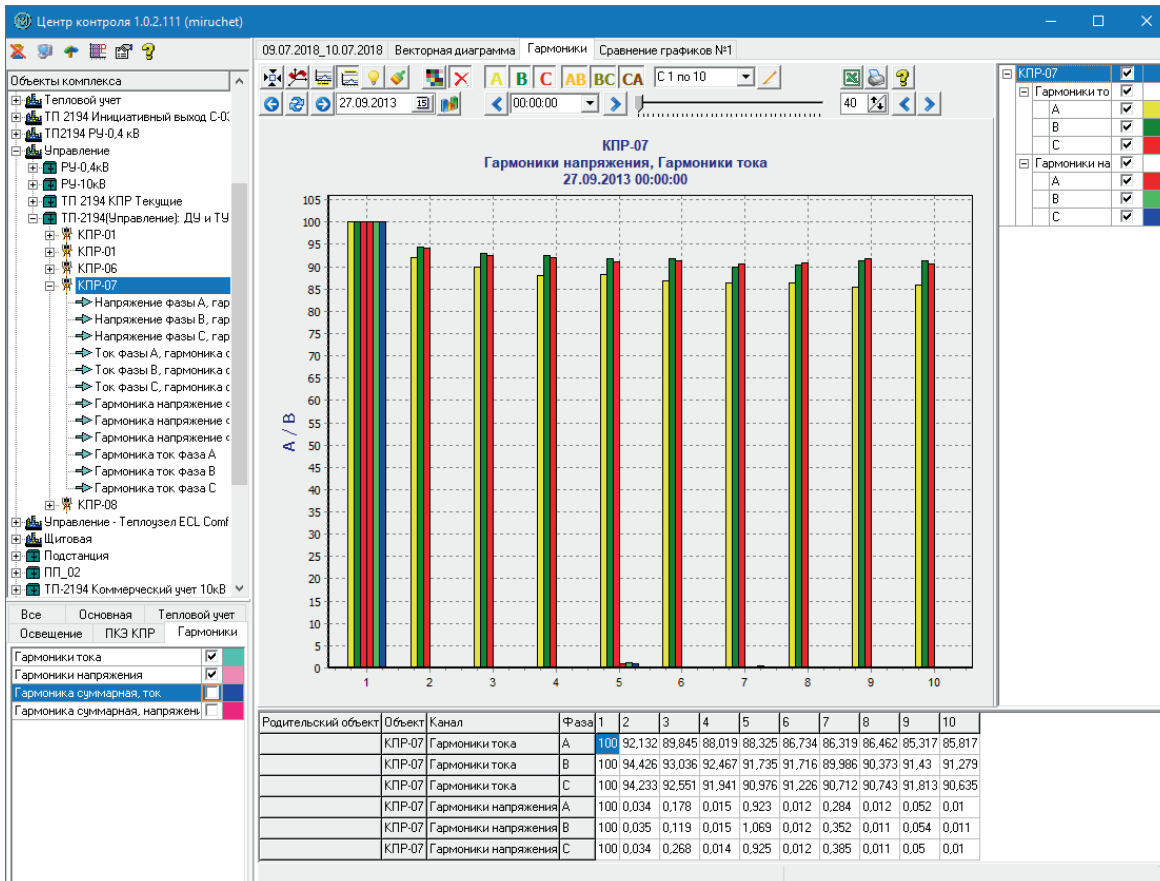 Центр контроля 1.0.2.111 (miruchet)
09.07.2018_10.07.2018 Векторная диаграмма Гармоники Сравнение графиков №1
A B C AB BC CA С 1 по 10
27.09.2013 15 00:00:00 40
Объекты комплекса
Тепловой учет
ТП 2194 Инициативный выход С-0
ТП2194 РУ-0,4 кВ
Управление
РУ-0,4кВ
РУ-10кВ
ТП 2194 КПР Текущие
ТП-2194(Управление): ДУ и ТУ
КПР-01
КПР-01
КПР-06
КПР-07
Напряжение фазы А, гар
Напряжение фазы В, гар
Напряжение фазы С, гар
Ток фазы А, гармоника с
Ток фазы В, гармоника с
Ток фазы С, гармоника с
Гармоника напряжение
Гармоника напряжение
Гармоника напряжение
Гармоника ток фаза А
Гармоника ток фаза В
Гармоника ток фаза С
КПР-08
Управление - Теплоузел ECL Comf
Щитовая
Подстанция
ПП_02
ТП-2194 Коммерческий учет 10кВ
Все Основная Тепловой учет
Освещение ПКЭ КПР Гармоники
Гармоники тока
Гармоники напряжения
Гармоника суммарная, ток
Гармоника суммарная, напряжени
КПР-07
Гармоники напряжения, Гармоники тока
27.09.2013 00:00:00
А / В
105
100
95
90
85
80
75
70
65
60
55
50
45
40
35
30
25
20
15
10
5
0
1 2 3 4 5 6 7 8 9 10
КПР-07
Гармоники то
A
B
C
Гармоники на
A
B
C
Родительский объект Объект Канал Фаза 1 2 3 4 5 6 7 8 9 10
КПР-07 Гармоники тока A 100 92,132 89,845 88,019 88,325 86,734 86,319 86,462 85,317 85,817
КПР-07 Гармоники тока B 100 94,426 93,036 92,467 91,735 91,716 89,986 90,373 91,43 91,279
КПР-07 Гармоники тока C 100 94,233 92,551 91,941 90,976 91,226 90,712 90,743 91,813 90,635
КПР-07 Гармоники напряжения A 100 0,034 0,178 0,015 0,923 0,012 0,284 0,012 0,052 0,01
КПР-07 Гармоники напряжения B 100 0,035 0,119 0,015 1,069 0,012 0,352 0,011 0,054 0,011
КПР-07 Гармоники напряжения C 100 0,034 0,268 0,014 0,925 0,012 0,385 0,011 0,05 0,01